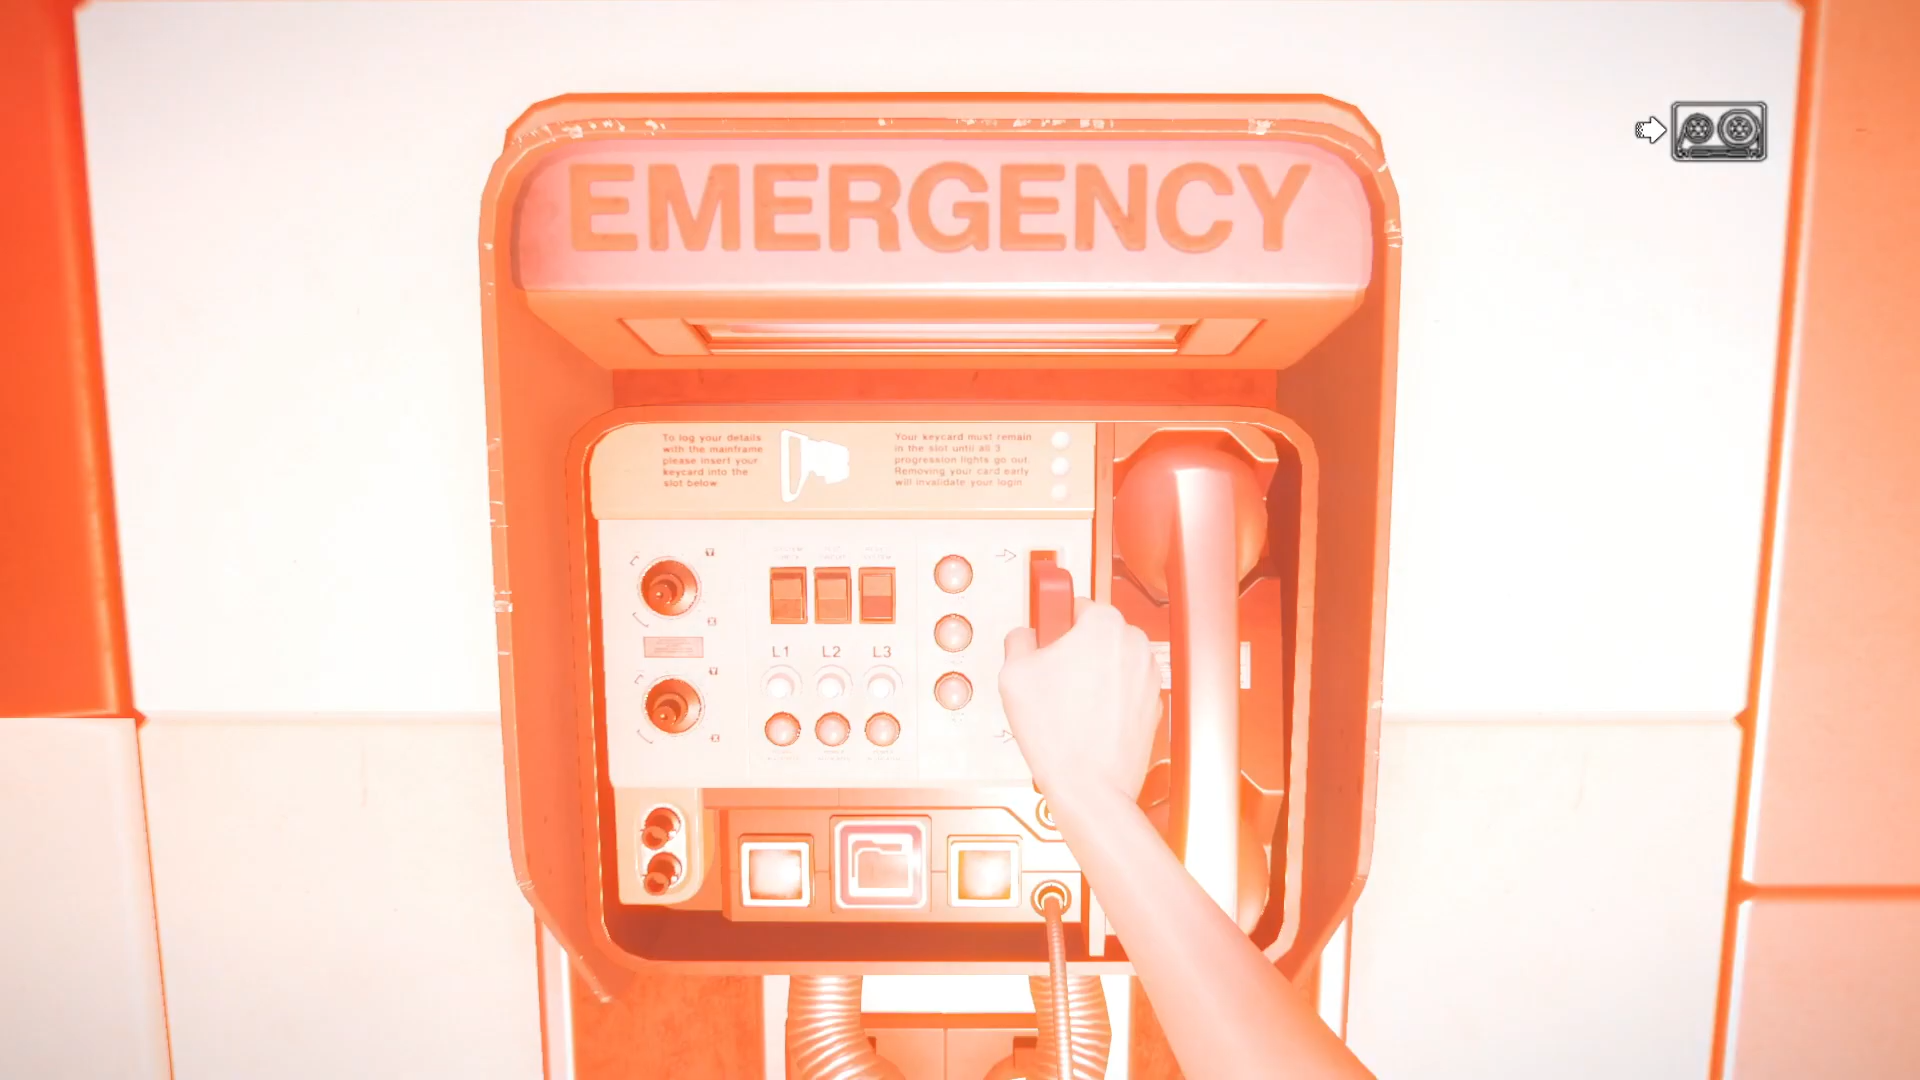 EMERGENCY
To log your details
with the mainframe
please insert your
keycard into the
slot below
Your keycard must remain
in the slot until all 3
progression lights go out.
Removing your card early
will invalidate your login
L1 L2 L3